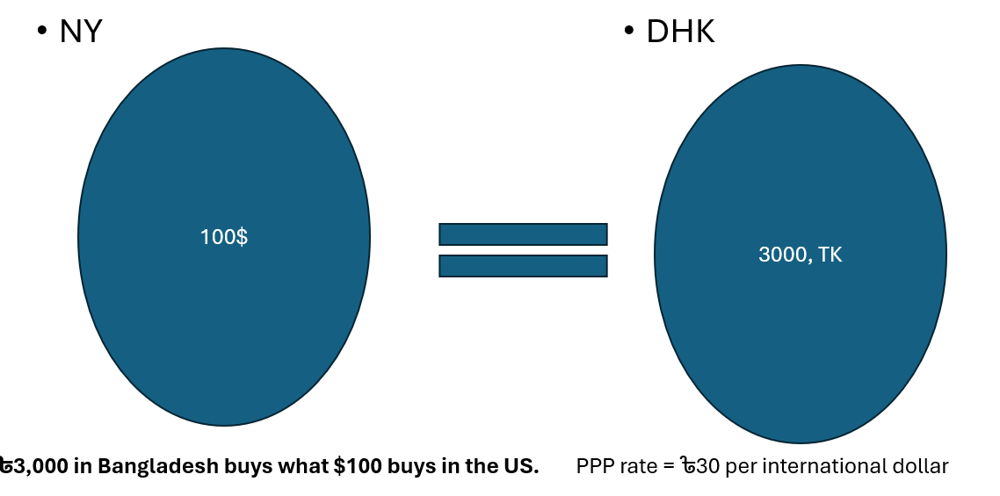 • NY
• DHK
100$
3000, TK
৳3,000 in Bangladesh buys what $100 buys in the US.
PPP rate = ৳30 per international dollar